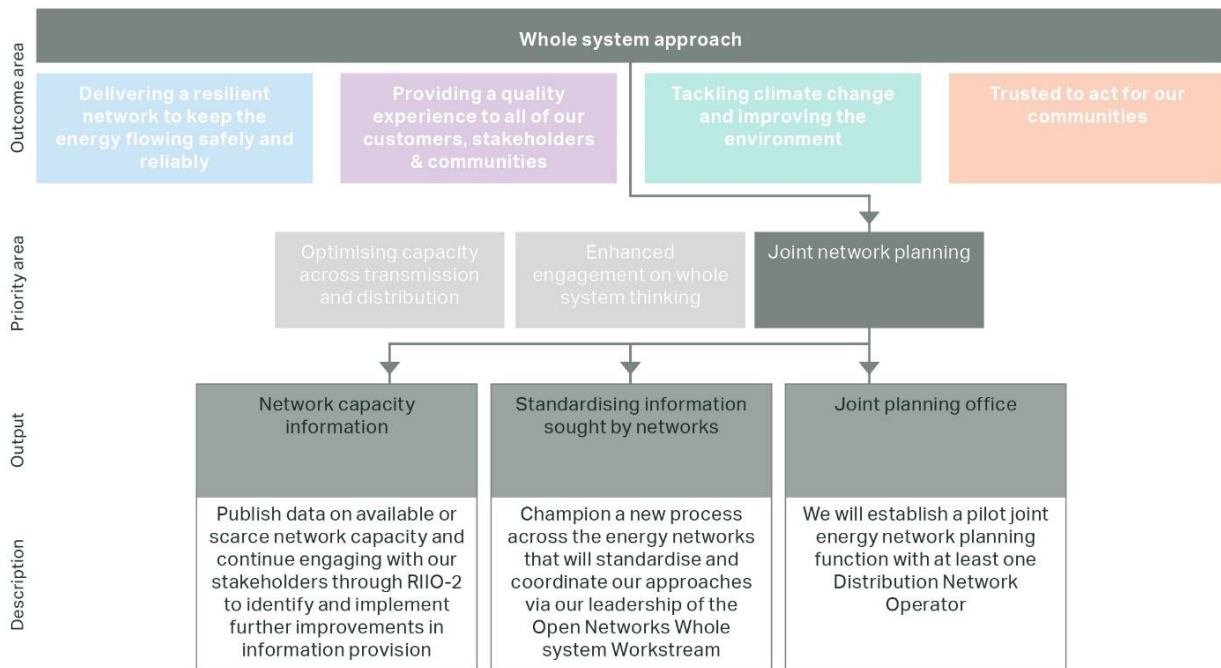 Outcome area
Whole system approach
Delivering a resilient
network to keep the
energy flowing safely and
reliably
Providing a quality
experience to all of our
customers, stakeholders
& communities
Tackling climate change
and improving the
environment
Trusted to act for our
communities
Priority area
Optimising capacity
across transmission
and distribution
Enhanced
engagement on whole
system thinking
Joint network planning
Output
Network capacity
information
Standardising information
sought by networks
Joint planning office
Description
Publish data on available or
scarce network capacity and
continue engaging with our
stakeholders through RIIO-2
to identify and implement
further improvements in
information provision
Champion a new process
across the energy networks
that will standardise and
coordinate our approaches
via our leadership of the
Open Networks Whole
system Workstream
We will establish a pilot joint
energy network planning
function with at least one
Distribution Network
Operator